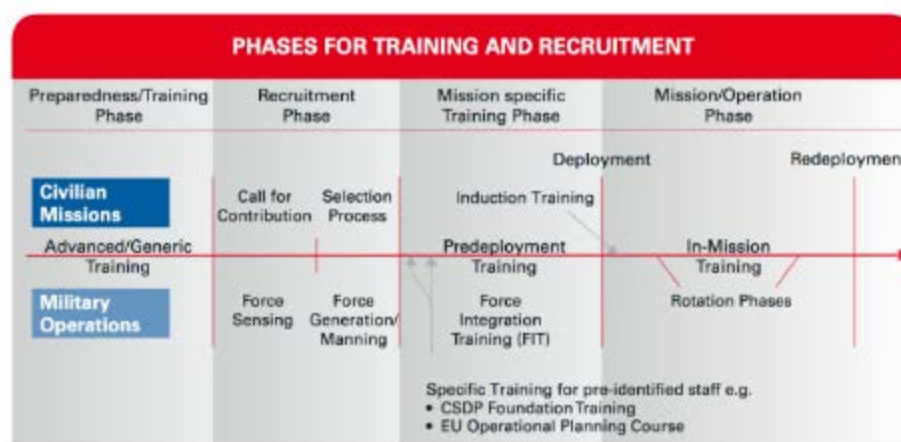 PHASES FOR TRAINING AND RECRUITMENT
Preparedness/Training
Phase
Recruitment
Phase
Mission specific
Training Phase
Mission/Operation
Phase
Deployment
Redeployment
Civilian
Missions
Call for
Contribution
Selection
Process
Induction Training
Advanced/Generic
Training
Predeployment
Training
In-Mission
Training
Military
Operations
Force
Sensing
Force
Generation/
Manning
Force
Integration
Training (FIT)
Rotation Phases
Specific Training for pre-identified staff e.g.
• CSDP Foundation Training
• EU Operational Planning Course